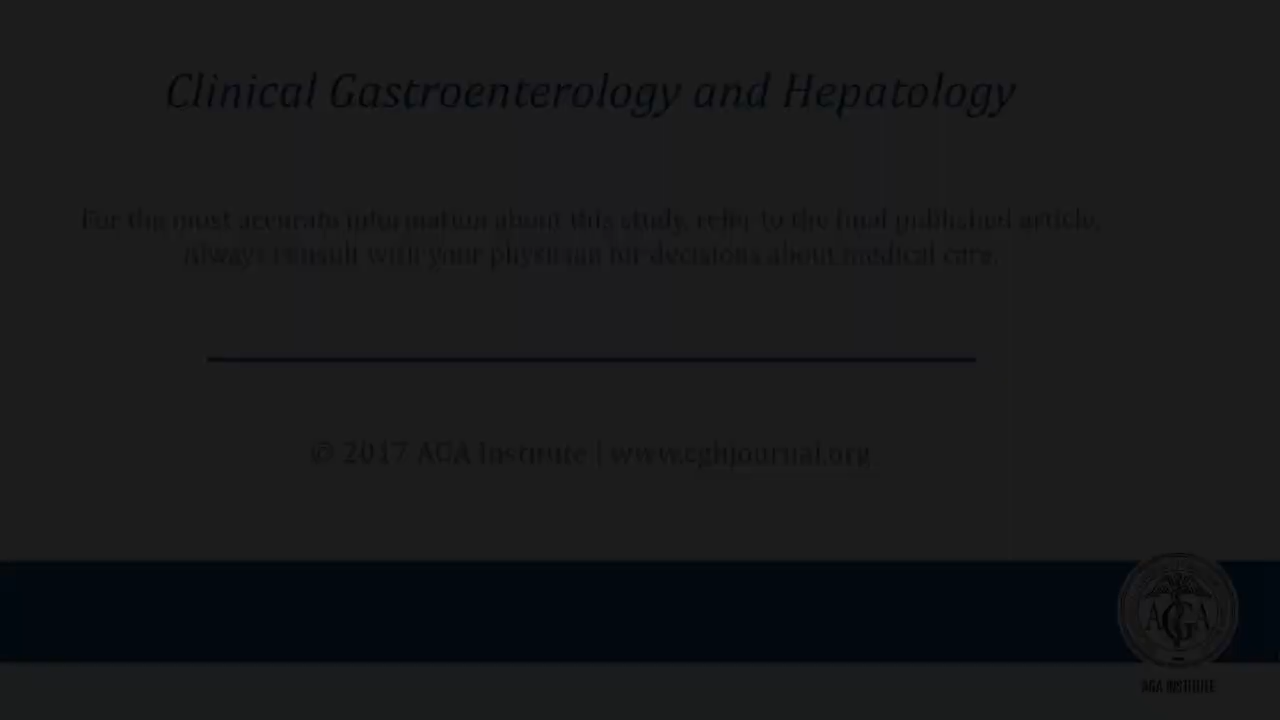 Clinical Gastroenterology and Hepatology
For the most accurate information about this study, refer to the final published article.
Always consult with your physician for decisions about medical care.
© 2017 AGA Institute | www.cghjournal.org
AGA
AGA INSTITUTE